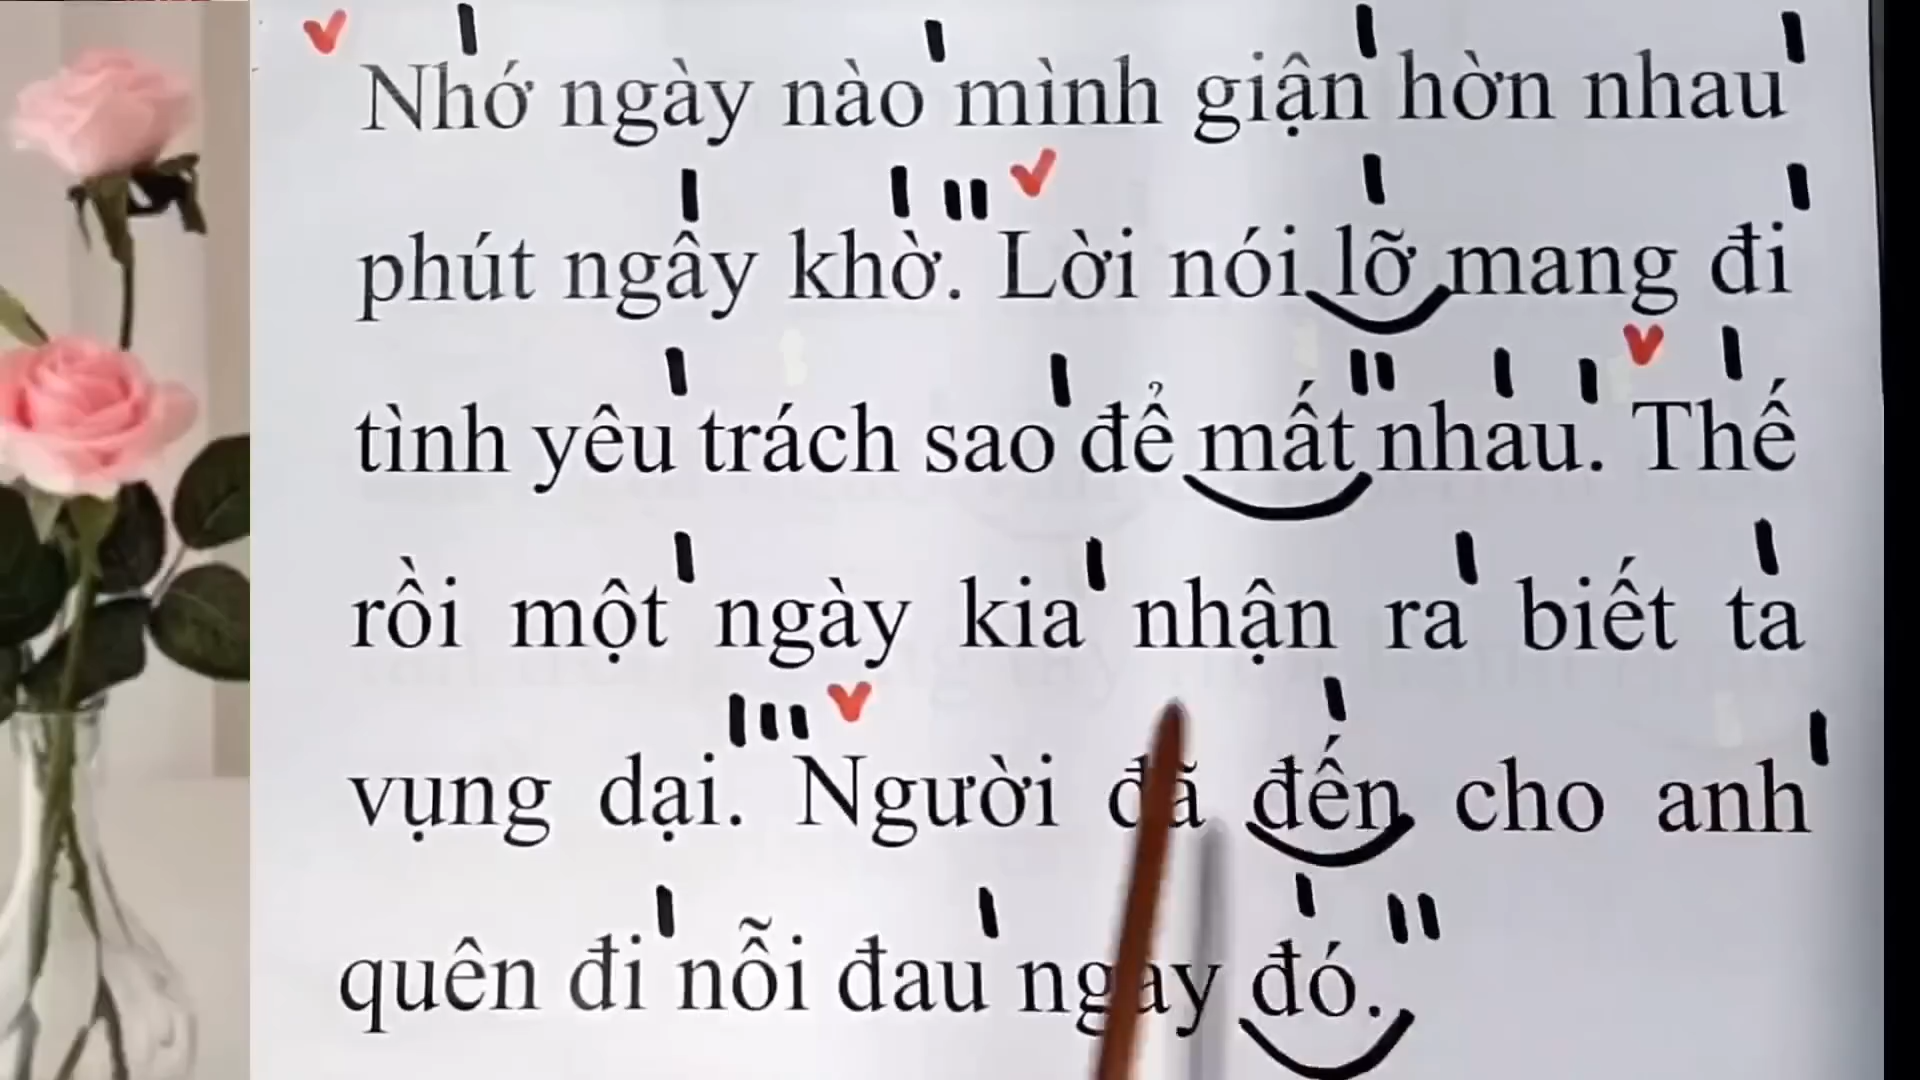 Nhớ ngày nào mình giận hờn nhau
phút ngây khờ. Lời nói lỡ mang đi
tình yêu trách sao để mất nhau. Thế
rồi một ngày kia nhận ra biết ta
vụng dại. Người đã đến cho anh
quên đi nỗi đau ngày đó.